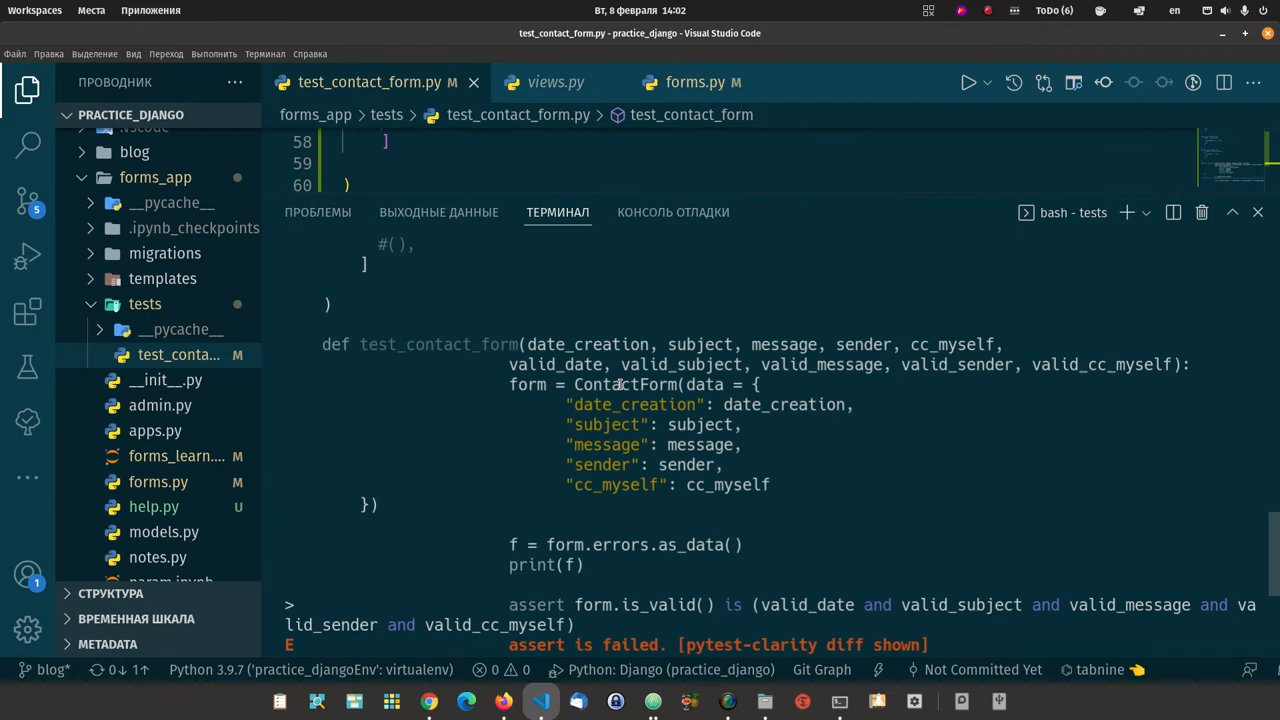 Workspaces Места Приложения Вт, 8 февраля 14:02 ToDo (6) en
test_contact_form.py - practice_django - Visual Studio Code
Файл Правка Выделение Вид Переход Выполнить Терминал Справка
ПРОВОДНИК
test_contact_form.py M
views.py
forms.py M
PRACTICE_DJANGO
forms_app > tests > test_contact_form.py > test_contact_form
.vscode
blog
forms_app
__pycache__
.ipynb_checkpoints
migrations
templates
tests
__pycache__
test_conta... M
__init__.py
admin.py
apps.py
forms_learn.... M
forms.py M
help.py U
models.py
notes.py
param.ipynb
СТРУКТУРА
ВРЕМЕННАЯ ШКАЛА
METADATA
5
1
58 ]
59
60 )
ПРОБЛЕМЫ ВЫХОДНЫЕ ДАННЫЕ ТЕРМИНАЛ КОНСОЛЬ ОТЛАДКИ bash - tests
#(),
]
)
def test_contact_form(date_creation, subject, message, sender, cc_myself,
valid_date, valid_subject, valid_message, valid_sender, valid_cc_myself):
form = ContactForm(data = {
"date_creation": date_creation,
"subject": subject,
"message": message,
"sender": sender,
"cc_myself": cc_myself
})
f = form.errors.as_data()
print(f)
> assert form.is_valid() is (valid_date and valid_subject and valid_message and va
lid_sender and valid_cc_myself)
E assert is failed. [pytest-clarity diff shown]
blog* 0↓ 1↑ Python 3.9.7 ('practice_djangoEnv': virtualenv) 0 0 Python: Django (practice_django) Git Graph Not Committed Yet tabnine